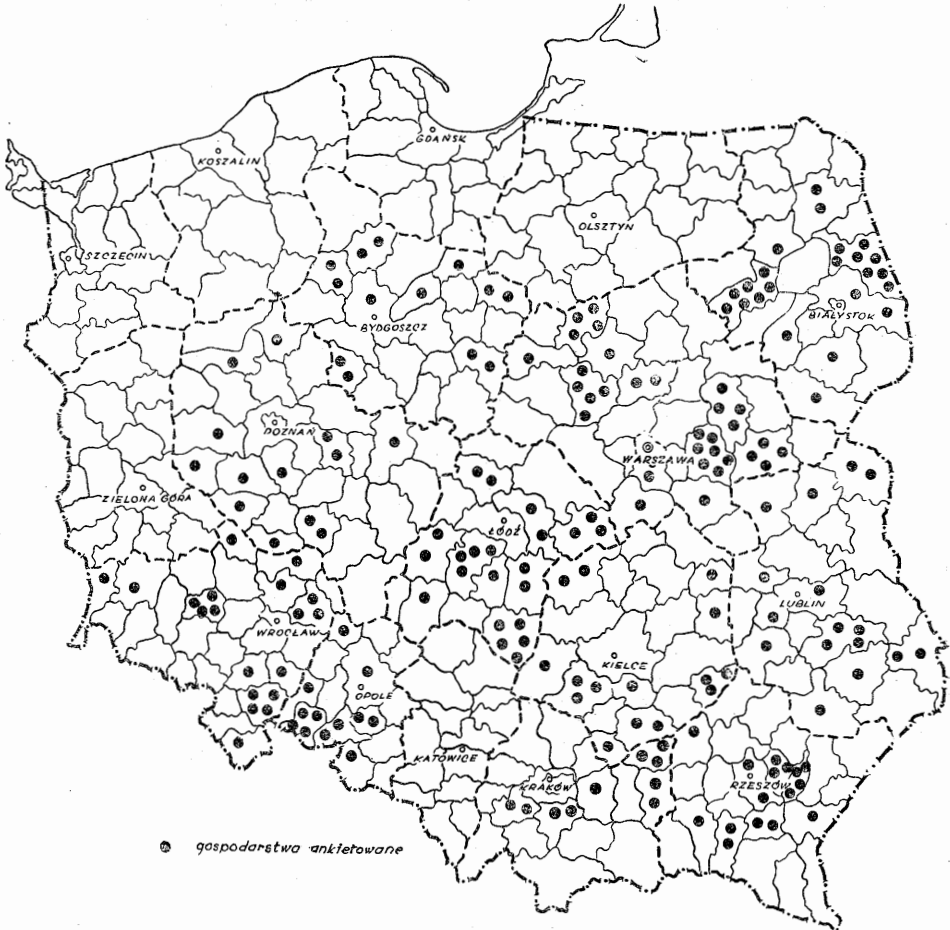 GDAŃSK
KOSZALIN
OLSZTYN
SZCZECIN
BIAŁYSTOK
BYDGOSZCZ
POZNAŃ
WARSZAWA
ZIELONA GÓRA
ŁÓDŹ
LUBLIN
WROCŁAW
KIELCE
OPOLE
KATOWICE
KRAKÓW
RZESZÓW
gospodarstwa ankietowane